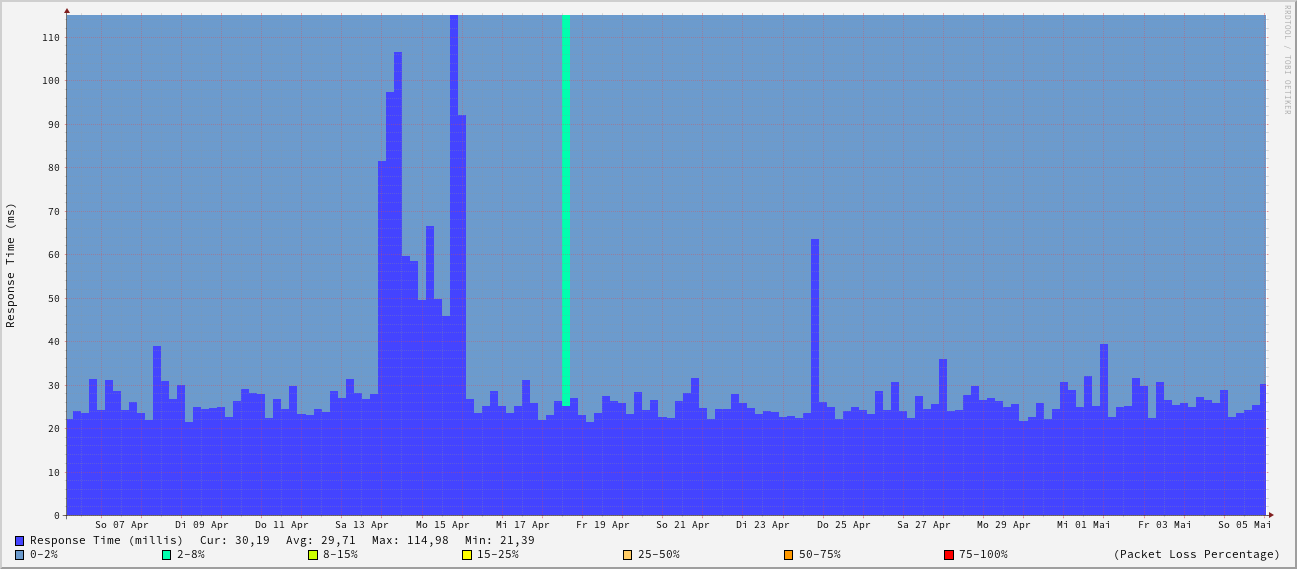 RRDTOOL / TOBI OETIKER
Response Time (ms)
110
100
90
80
70
60
50
40
30
20
10
0
So 07 Apr Di 09 Apr Do 11 Apr Sa 13 Apr Mo 15 Apr Mi 17 Apr Fr 19 Apr So 21 Apr Di 23 Apr Do 25 Apr Sa 27 Apr Mo 29 Apr Mi 01 Mai Fr 03 Mai So 05 Mai
Response Time (millis) Cur: 30,19 Avg: 29,71 Max: 114,98 Min: 21,39
0-2% 2-8% 8-15% 15-25% 25-50% 50-75% 75-100% (Packet Loss Percentage)